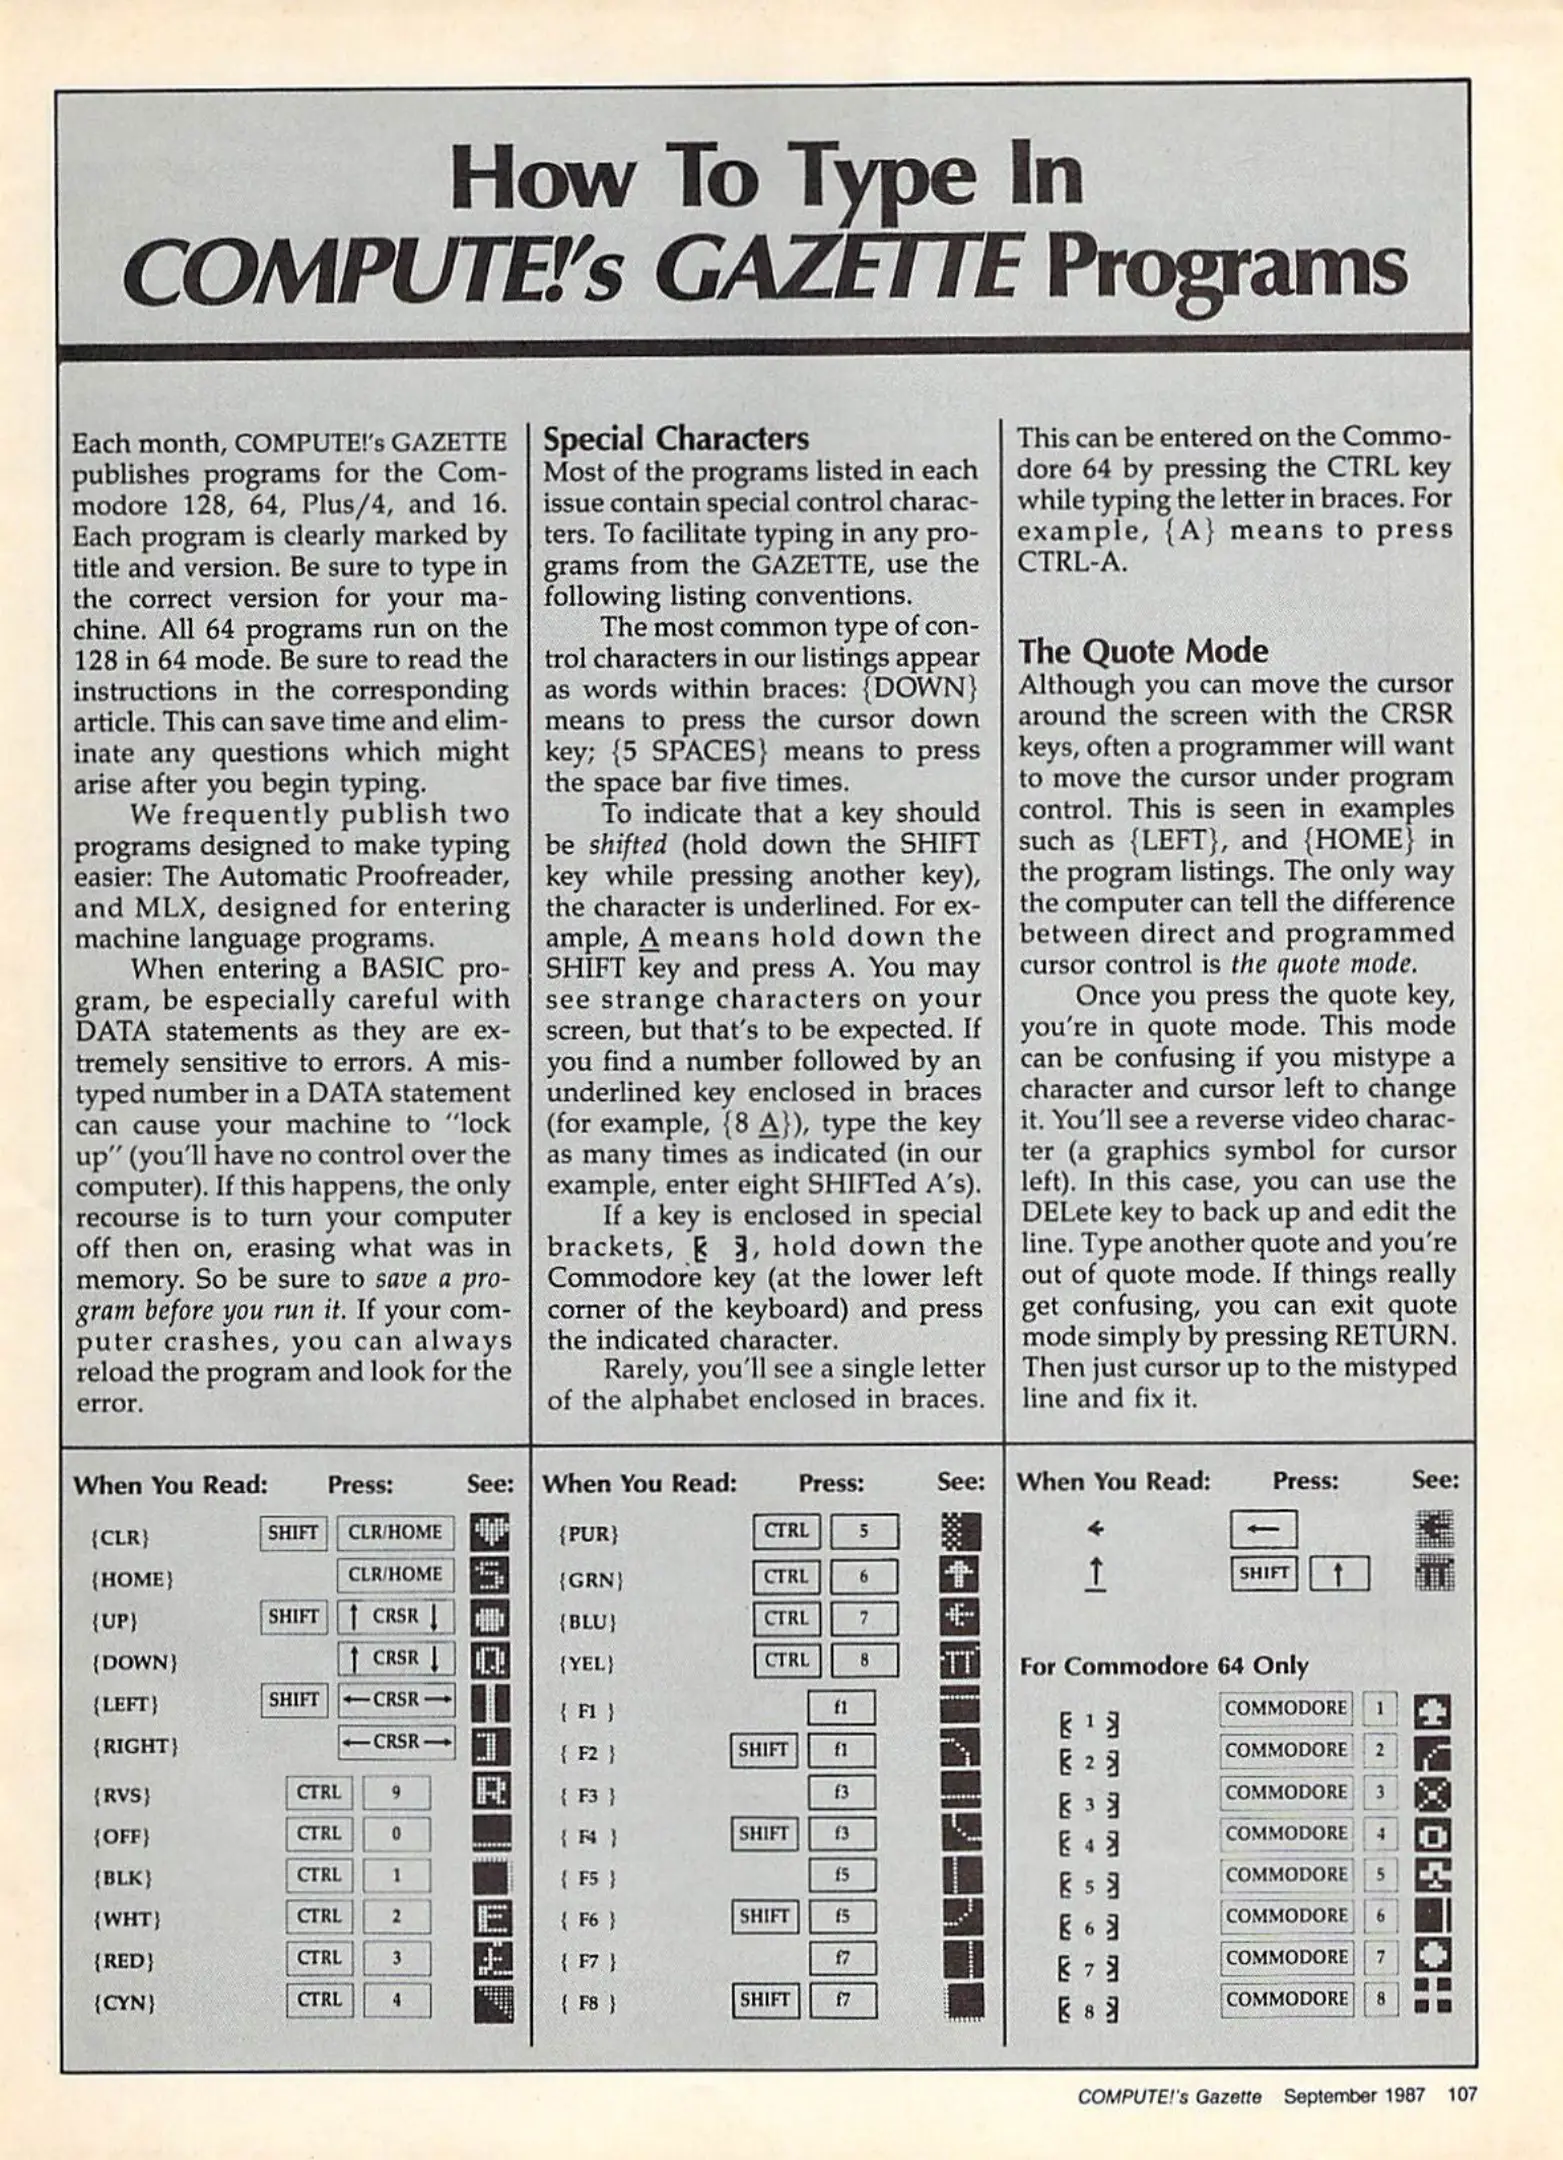 How To Type In
COMPUTE!'s GAZETTE Programs
Each month, COMPUTE!'s GAZETTE
publishes programs for the Com-
modore 128, 64, Plus/4, and 16.
Each program is clearly marked by
title and version. Be sure to type in
the correct version for your ma-
chine. All 64 programs run on the
128 in 64 mode. Be sure to read the
instructions in the corresponding
article. This can save time and elim-
inate any questions which might
arise after you begin typing.
We frequently publish two
programs designed to make typing
easier: The Automatic Proofreader,
and MLX, designed for entering
machine language programs.
When entering a BASIC pro-
gram, be especially careful with
DATA statements as they are ex-
tremely sensitive to errors. A mis-
typed number in a DATA statement
can cause your machine to "lock
up" (you'll have no control over the
computer). If this happens, the only
recourse is to turn your computer
off then on, erasing what was in
memory. So be sure to save a pro-
gram before you run it. If your com-
puter crashes, you can always
reload the program and look for the
error.
Special Characters
Most of the programs listed in each
issue contain special control charac-
ters. To facilitate typing in any pro-
grams from the GAZETTE, use the
following listing conventions.
The most common type of con-
trol characters in our listings appear
as words within braces: {DOWN}
means to press the cursor down
key; {5 SPACES} means to press
the space bar five times.
To indicate that a key should
be shifted (hold down the SHIFT
key while pressing another key),
the character is underlined. For ex-
ample, A means hold down the
SHIFT key and press A. You may
see strange characters on your
screen, but that's to be expected. If
you find a number followed by an
underlined key enclosed in braces
(for example, {8 A}), type the key
as many times as indicated (in our
example, enter eight SHIFTed A's).
If a key is enclosed in special
brackets, [ ], hold down the
Commodore key (at the lower left
corner of the keyboard) and press
the indicated character.
Rarely, you'll see a single letter
of the alphabet enclosed in braces.
This can be entered on the Commo-
dore 64 by pressing the CTRL key
while typing the letter in braces. For
example, {A} means to press
CTRL-A.
The Quote Mode
Although you can move the cursor
around the screen with the CRSR
keys, often a programmer will want
to move the cursor under program
control. This is seen in examples
such as {LEFT}, and {HOME} in
the program listings. The only way
the computer can tell the difference
between direct and programmed
cursor control is the quote mode.
Once you press the quote key,
you're in quote mode. This mode
can be confusing if you mistype a
character and cursor left to change
it. You'll see a reverse video charac-
ter (a graphics symbol for cursor
left). In this case, you can use the
DELete key to back up and edit the
line. Type another quote and you're
out of quote mode. If things really
get confusing, you can exit quote
mode simply by pressing RETURN.
Then just cursor up to the mistyped
line and fix it.
When You Read: Press: See:
{CLR} SHIFT CLR/HOME ♥
{HOME} CLR/HOME S
{UP} SHIFT ↑ CRSR ↓ ●
{DOWN} ↑ CRSR ↓ Q
{LEFT} SHIFT ← CRSR →
{RIGHT} ← CRSR → ]
{RVS} CTRL 9 R
{OFF} CTRL 0
{BLK} CTRL 1
{WHT} CTRL 2 E
{RED} CTRL 3 £
{CYN} CTRL 4
When You Read: Press: See:
{PUR} CTRL 5
{GRN} CTRL 6 ↑
{BLU} CTRL 7 ←
{YEL} CTRL 8 π
{ F1 } f1
{ F2 } SHIFT f1
{ F3 } f3
{ F4 } SHIFT f3
{ F5 } f5
{ F6 } SHIFT f5
{ F7 } f7
{ F8 } SHIFT f7
When You Read: Press: See:
← ← ←
↑ SHIFT ↑ π
For Commodore 64 Only
[ 1 ] COMMODORE 1 ♣
[ 2 ] COMMODORE 2
[ 3 ] COMMODORE 3
[ 4 ] COMMODORE 4
[ 5 ] COMMODORE 5
[ 6 ] COMMODORE 6
[ 7 ] COMMODORE 7 ♦
[ 8 ] COMMODORE 8
COMPUTE!'s Gazette September 1987 107